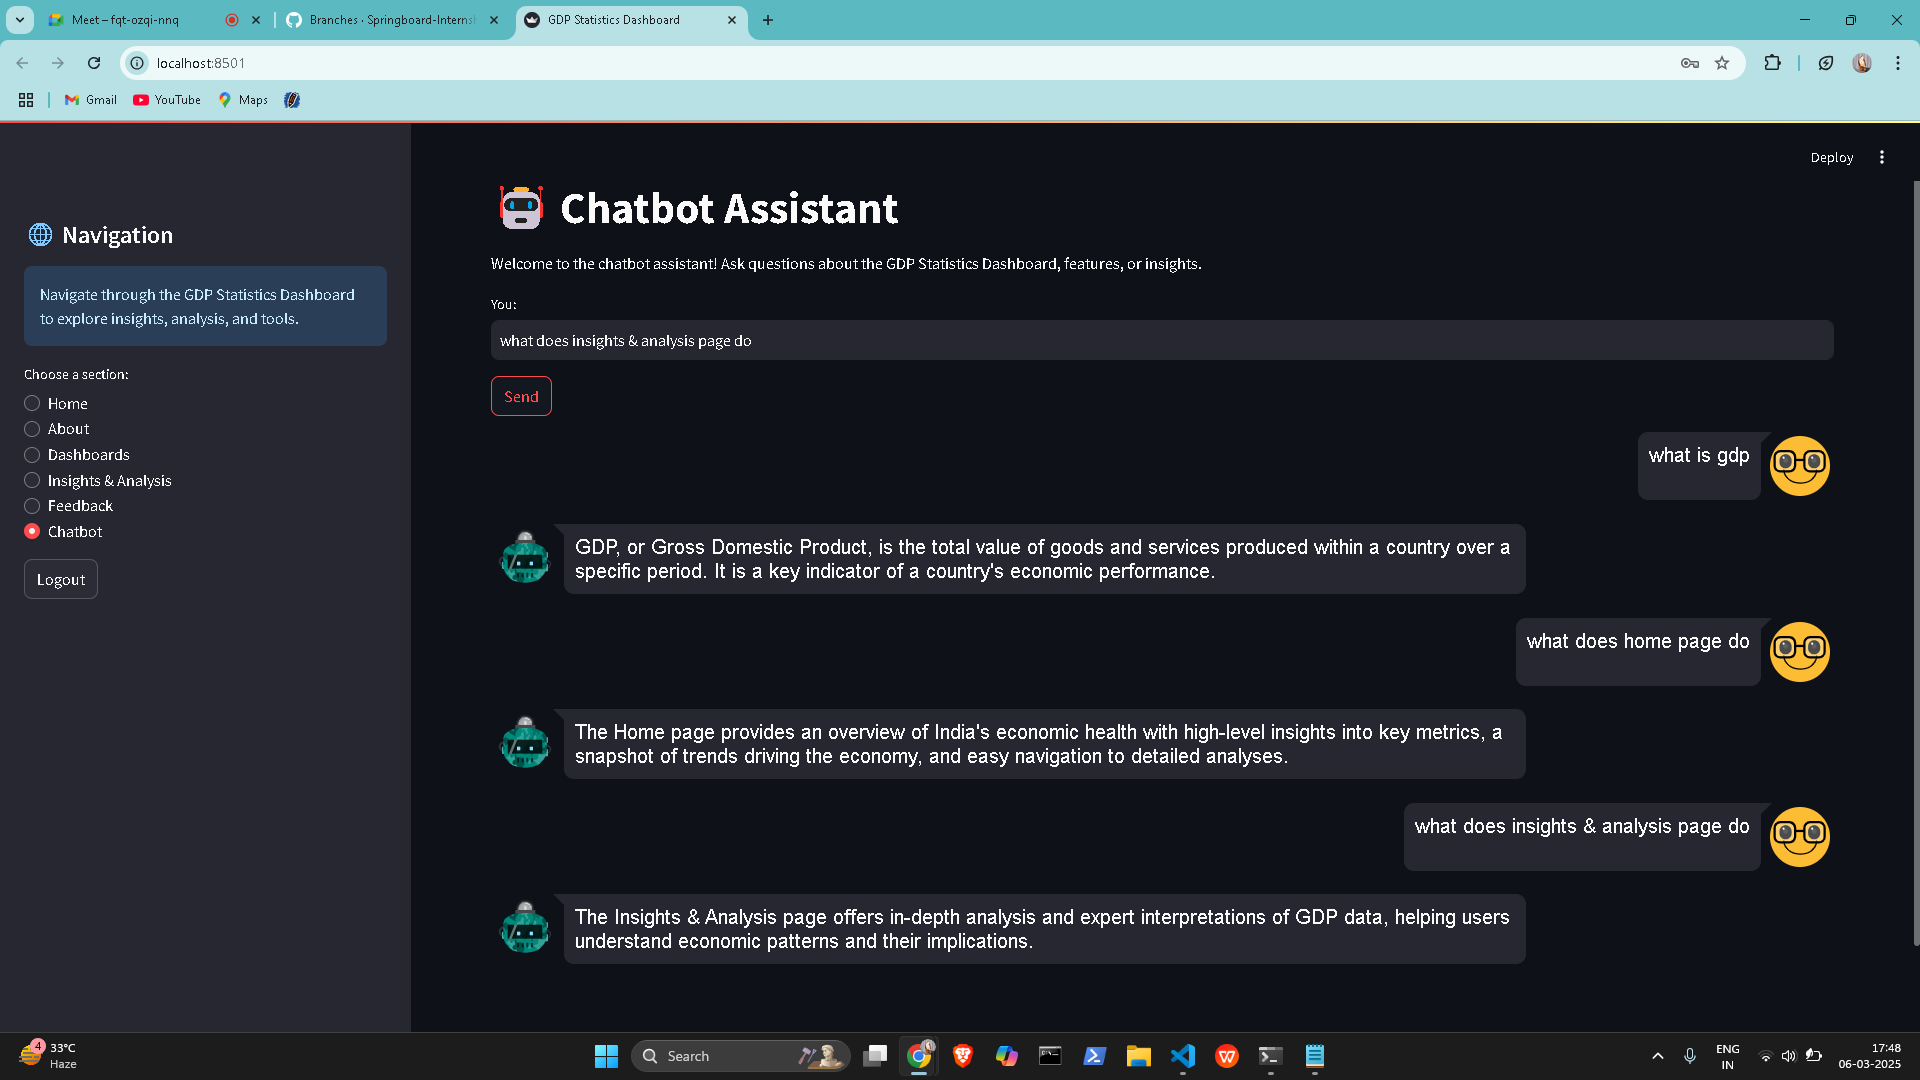 Meet – fqt-ozqi-nnq
Branches · Springboard-Internsh
GDP Statistics Dashboard
localhost:8501
Gmail
YouTube
Maps
Deploy
Navigation
Navigate through the GDP Statistics Dashboard
to explore insights, analysis, and tools.
Choose a section:
Home
About
Dashboards
Insights & Analysis
Feedback
Chatbot
Logout
Chatbot Assistant
Welcome to the chatbot assistant! Ask questions about the GDP Statistics Dashboard, features, or insights.
You:
what does insights & analysis page do
Send
what is gdp
GDP, or Gross Domestic Product, is the total value of goods and services produced within a country over a
specific period. It is a key indicator of a country's economic performance.
what does home page do
The Home page provides an overview of India's economic health with high-level insights into key metrics, a
snapshot of trends driving the economy, and easy navigation to detailed analyses.
what does insights & analysis page do
The Insights & Analysis page offers in-depth analysis and expert interpretations of GDP data, helping users
understand economic patterns and their implications.
4
33°C
Haze
Search
ENG
IN
17:48
06-03-2025